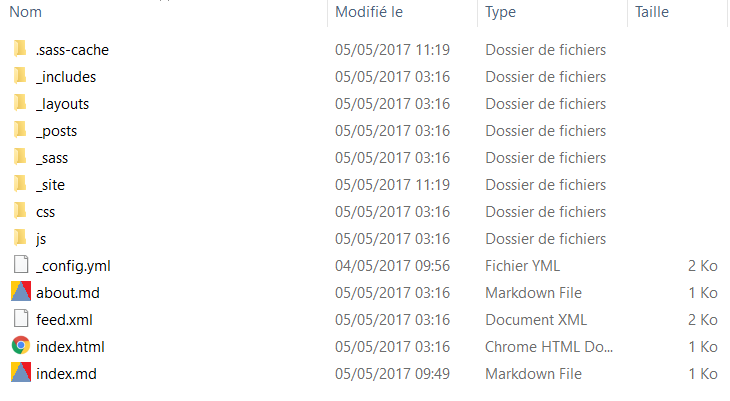 Nom Modifié le Type Taille
.sass-cache 05/05/2017 11:19 Dossier de fichiers
_includes 05/05/2017 03:16 Dossier de fichiers
_layouts 05/05/2017 03:16 Dossier de fichiers
_posts 05/05/2017 03:16 Dossier de fichiers
_sass 05/05/2017 03:16 Dossier de fichiers
_site 05/05/2017 11:19 Dossier de fichiers
css 05/05/2017 03:16 Dossier de fichiers
js 05/05/2017 03:16 Dossier de fichiers
_config.yml 04/05/2017 09:56 Fichier YML 2 Ko
about.md 05/05/2017 03:16 Markdown File 1 Ko
feed.xml 05/05/2017 03:16 Document XML 2 Ko
index.html 05/05/2017 03:16 Chrome HTML Do... 1 Ko
index.md 05/05/2017 09:49 Markdown File 1 Ko